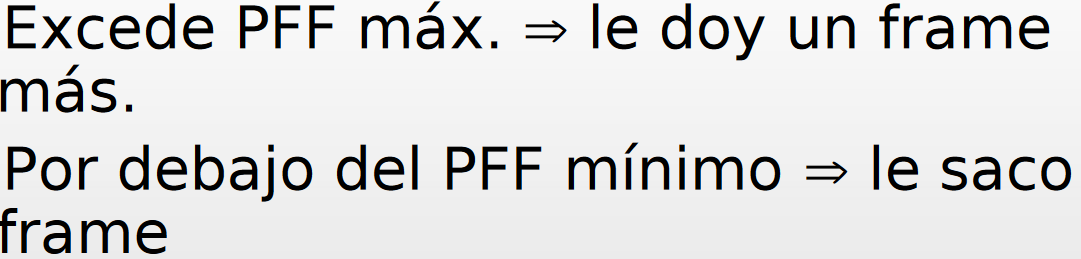 Excede PFF máx. ⇒ le doy un frame
más.
Por debajo del PFF mínimo ⇒ le saco
frame